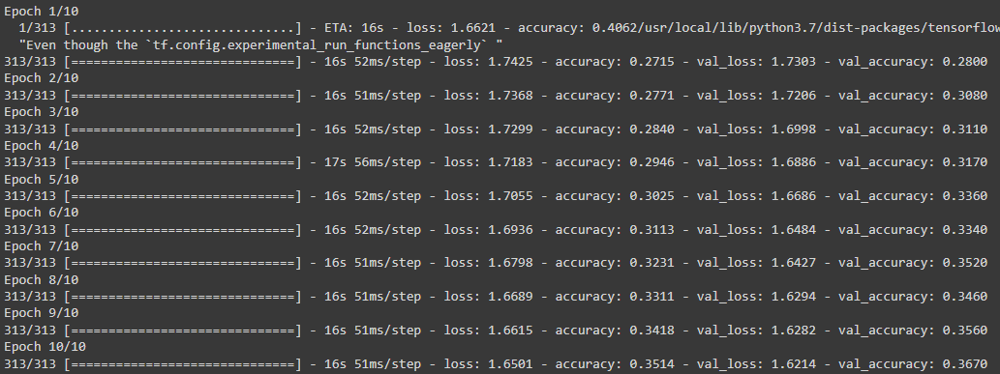 Epoch 1/10
1/313 [..............................] - ETA: 16s - loss: 1.6621 - accuracy: 0.4062/usr/local/lib/python3.7/dist-packages/tensorflow
"Even though the `tf.config.experimental_run_functions_eagerly` "
313/313 [==============================] - 16s 52ms/step - loss: 1.7425 - accuracy: 0.2715 - val_loss: 1.7303 - val_accuracy: 0.2800
Epoch 2/10
313/313 [==============================] - 16s 51ms/step - loss: 1.7368 - accuracy: 0.2771 - val_loss: 1.7206 - val_accuracy: 0.3080
Epoch 3/10
313/313 [==============================] - 16s 52ms/step - loss: 1.7299 - accuracy: 0.2840 - val_loss: 1.6998 - val_accuracy: 0.3110
Epoch 4/10
313/313 [==============================] - 17s 56ms/step - loss: 1.7183 - accuracy: 0.2946 - val_loss: 1.6886 - val_accuracy: 0.3170
Epoch 5/10
313/313 [==============================] - 16s 52ms/step - loss: 1.7055 - accuracy: 0.3025 - val_loss: 1.6686 - val_accuracy: 0.3360
Epoch 6/10
313/313 [==============================] - 16s 52ms/step - loss: 1.6936 - accuracy: 0.3113 - val_loss: 1.6484 - val_accuracy: 0.3340
Epoch 7/10
313/313 [==============================] - 16s 51ms/step - loss: 1.6798 - accuracy: 0.3231 - val_loss: 1.6427 - val_accuracy: 0.3520
Epoch 8/10
313/313 [==============================] - 16s 51ms/step - loss: 1.6689 - accuracy: 0.3311 - val_loss: 1.6294 - val_accuracy: 0.3460
Epoch 9/10
313/313 [==============================] - 16s 51ms/step - loss: 1.6615 - accuracy: 0.3418 - val_loss: 1.6282 - val_accuracy: 0.3560
Epoch 10/10
313/313 [==============================] - 16s 51ms/step - loss: 1.6501 - accuracy: 0.3514 - val_loss: 1.6214 - val_accuracy: 0.3670